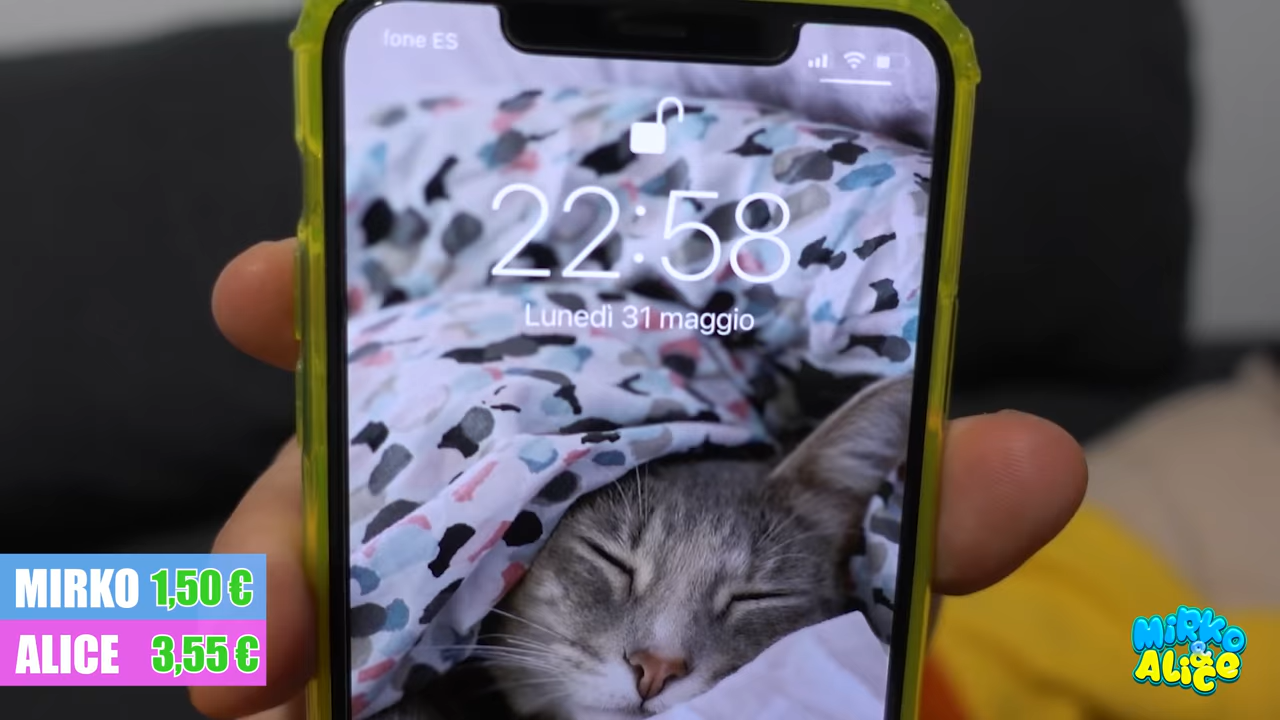 fone ES
22:58
Lunedì 31 maggio
MIRKO 1,50 €
ALICE 3,55 €
MiRKO
&
ALiCE